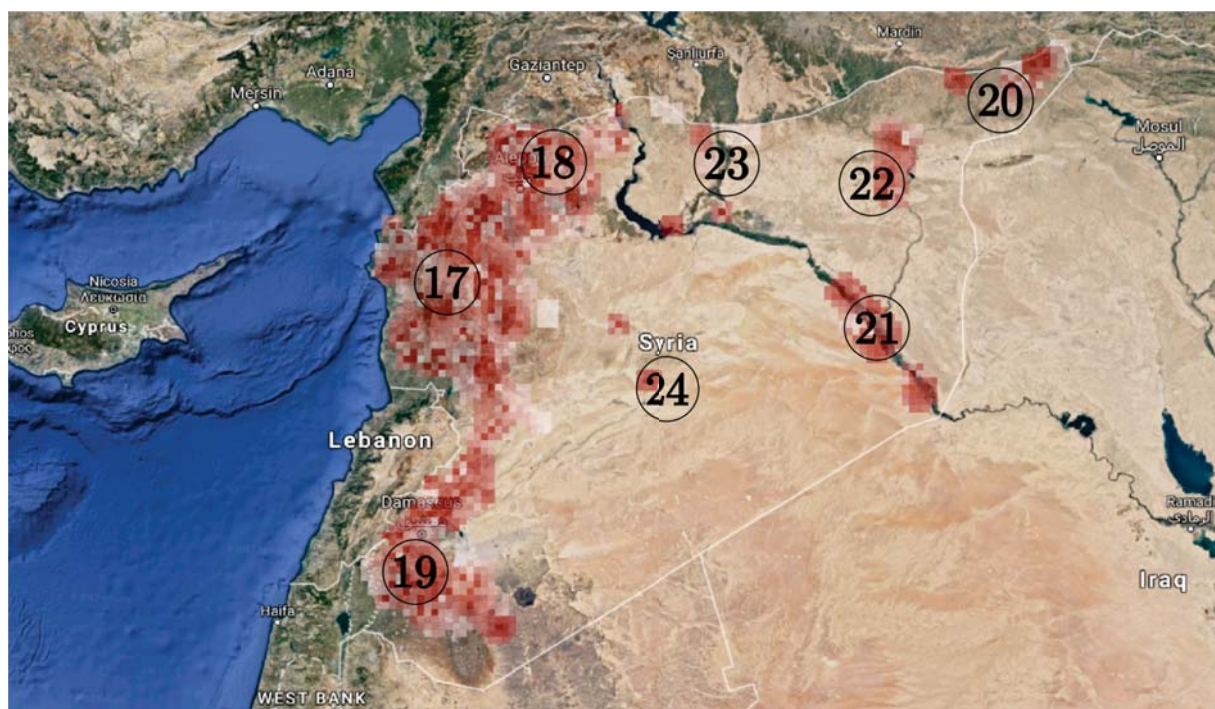 Mardin
Şanlıurfa
Gaziantep
Adana
Mersin
20
Mosul
الموصل
18
23
22
Nicosia
Λευκωσία
17
Cyprus
21
Syria
24
Lebanon
Damascus
Ramadi
الرمادي
19
Iraq
Haifa
WEST BANK